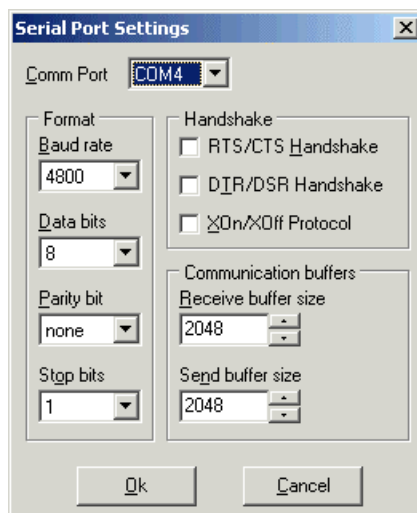 Serial Port Settings
Comm Port COM4
Format
Baud rate
4800
Data bits
8
Parity bit
none
Stop bits
1
Handshake
RTS/CTS Handshake
DTR/DSR Handshake
XOn/XOff Protocol
Communication buffers
Receive buffer size
2048
Send buffer size
2048
Ok Cancel